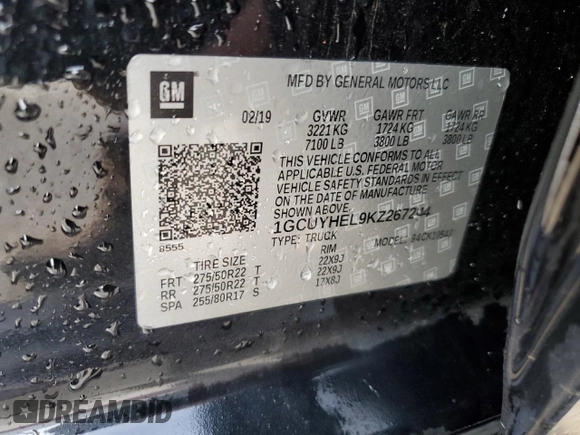 GM
MFD BY GENERAL MOTORS LLC
02/19 GVWR GAWR FRT GAWR RR
3221 KG 1724 KG 1724 KG
7100 LB 3800 LB 3800 LB
THIS VEHICLE CONFORMS TO ALL
APPLICABLE U.S. FEDERAL MOTOR
VEHICLE SAFETY STANDARDS IN EFFECT
ON THE DATE OF MANUFACTURE
8555
TYPE: TRUCK MODEL:
TIRE SIZE RIM
FRT 275/50R22 T 22X9J
RR 275/50R22 T 22X9J
SPA 255/80R17 S 17X8J
DREAMBID